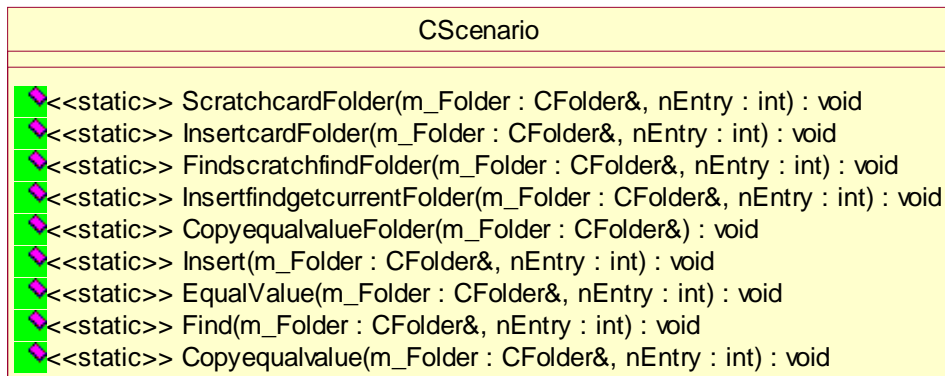 CScenario
<<static>> ScratchcardFolder(m_Folder : CFolder&, nEntry : int) : void
<<static>> InsertcardFolder(m_Folder : CFolder&, nEntry : int) : void
<<static>> FindscratchfindFolder(m_Folder : CFolder&, nEntry : int) : void
<<static>> InsertfindgetcurrentFolder(m_Folder : CFolder&, nEntry : int) : void
<<static>> CopyequalvalueFolder(m_Folder : CFolder&) : void
<<static>> Insert(m_Folder : CFolder&, nEntry : int) : void
<<static>> EqualValue(m_Folder : CFolder&, nEntry : int) : void
<<static>> Find(m_Folder : CFolder&, nEntry : int) : void
<<static>> Copyequalvalue(m_Folder : CFolder&, nEntry : int) : void